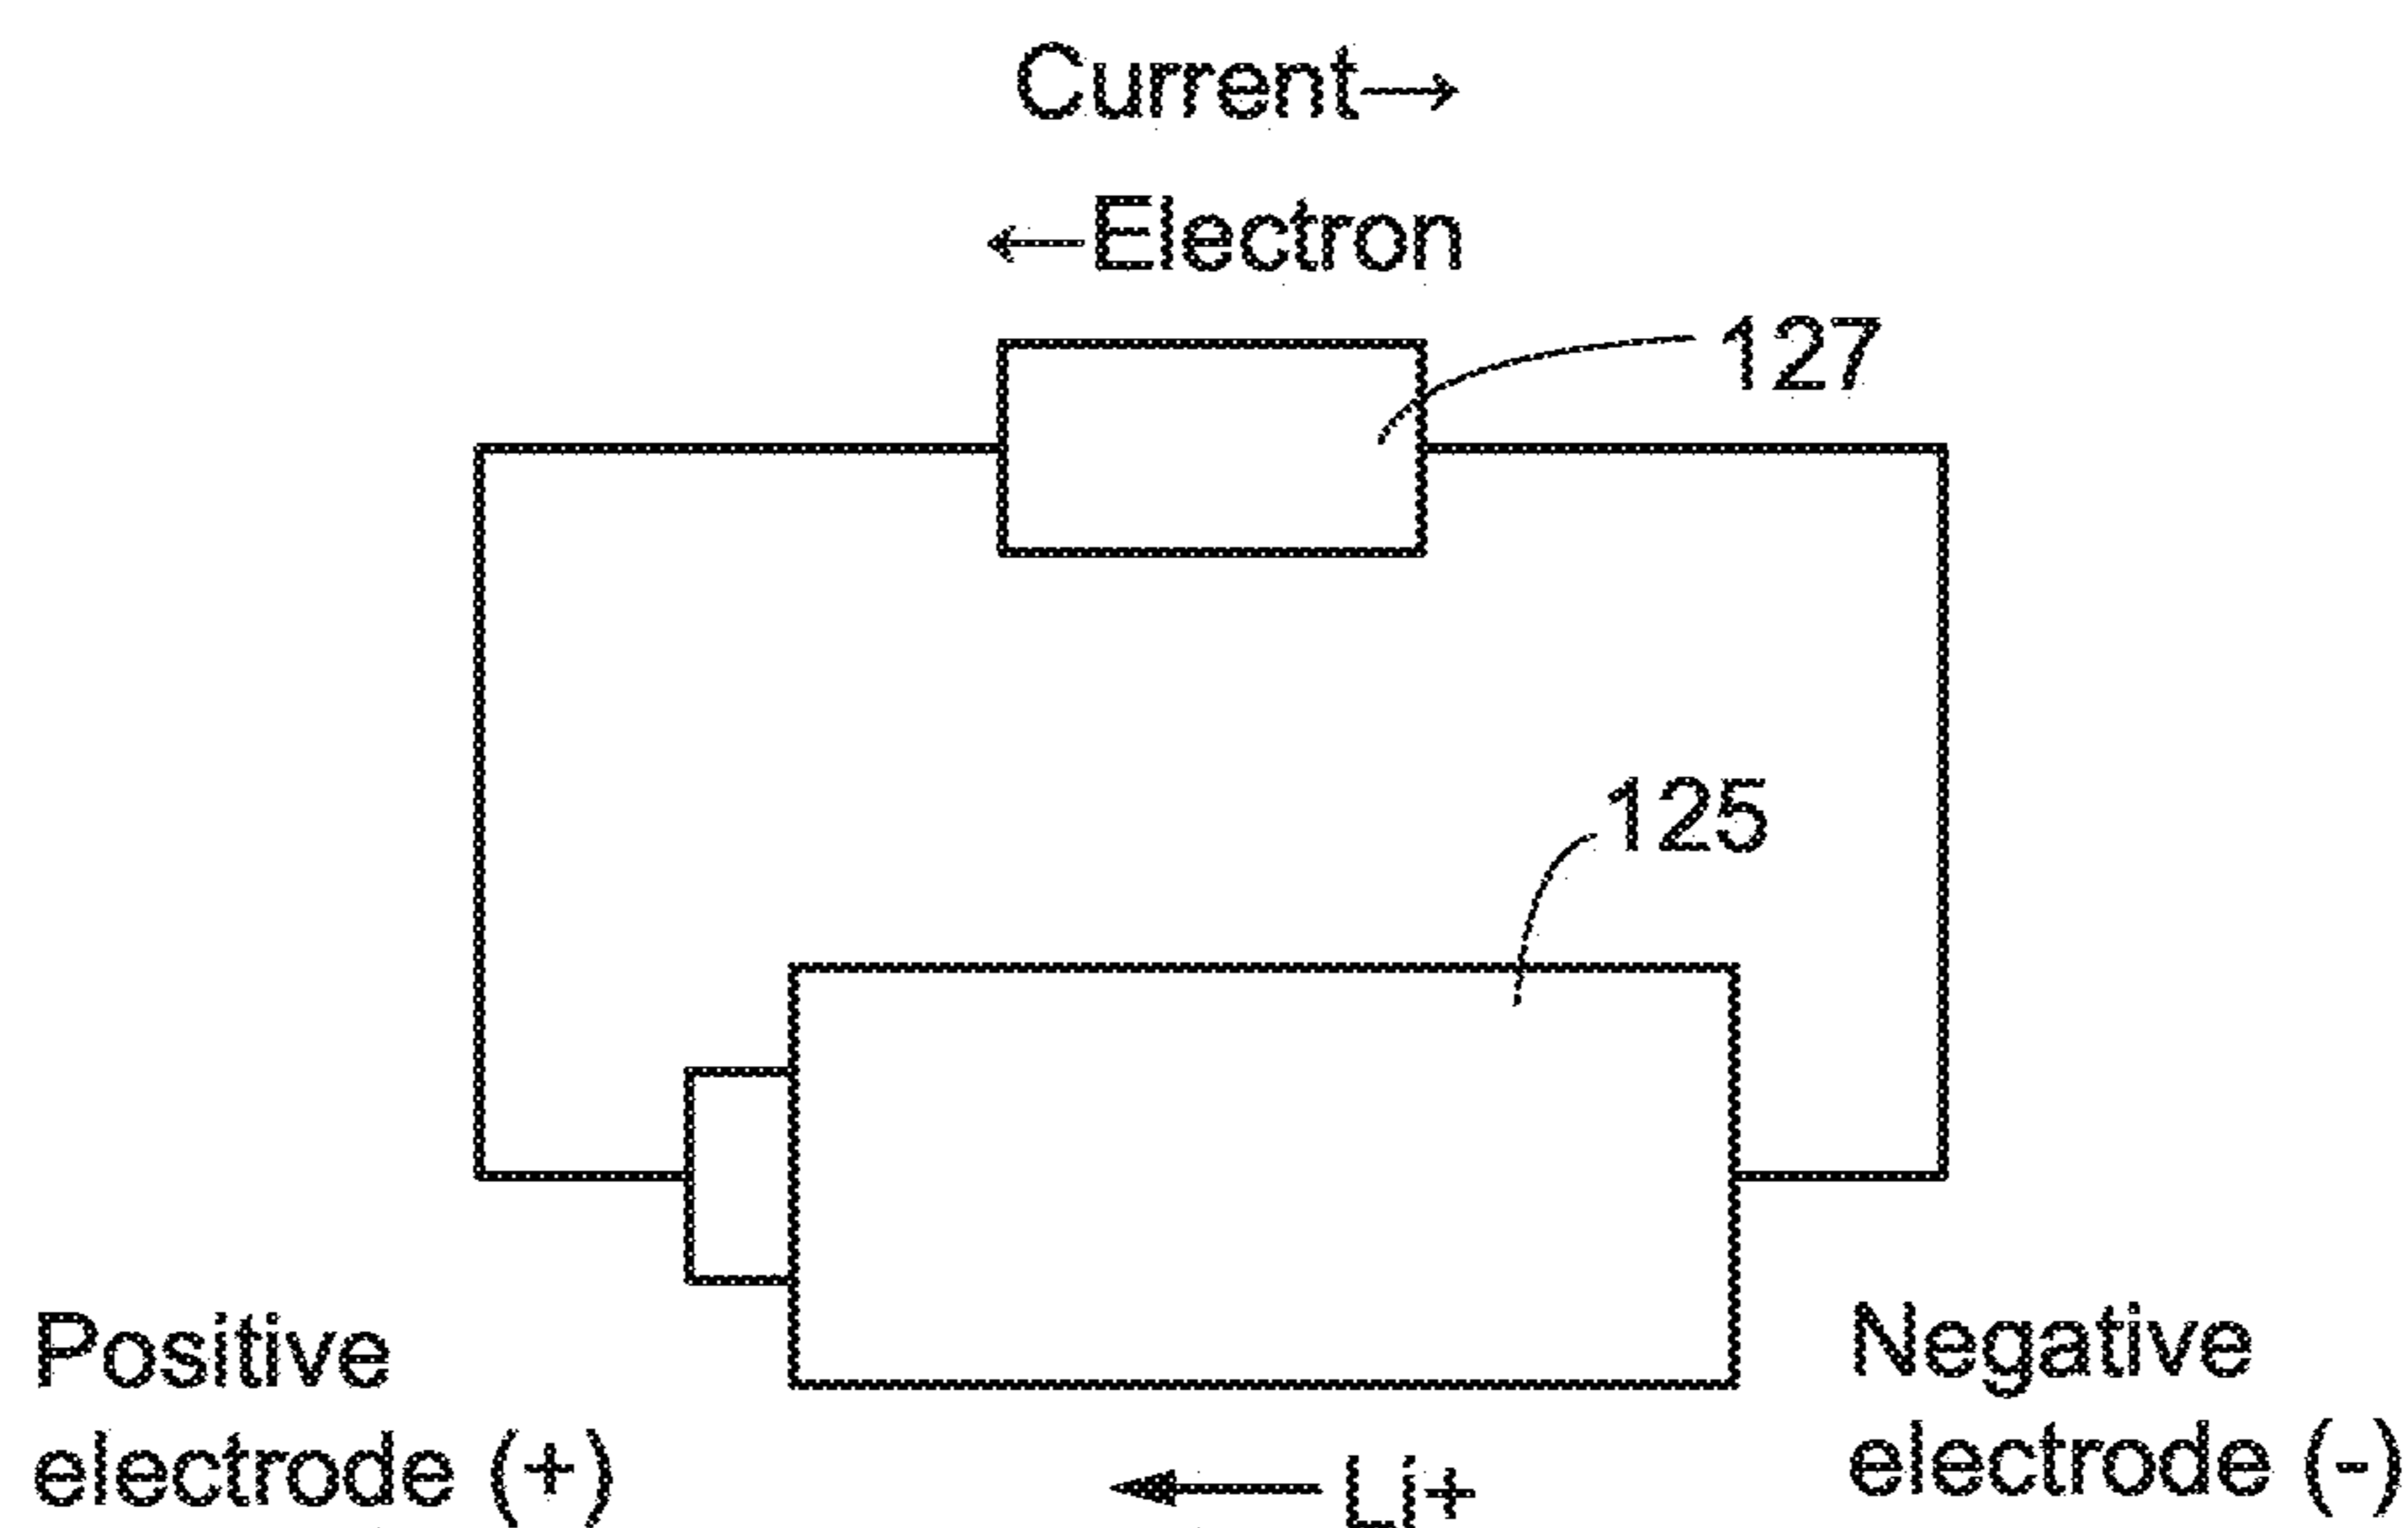 Current→
←Electron
127
125
Positive
electrode (+)
Negative
electrode (-)
← Li+